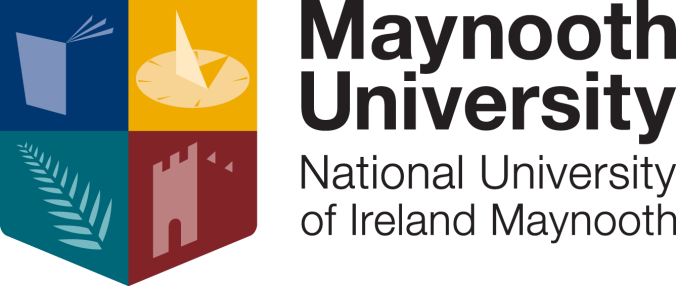 Maynooth
University
National University
of Ireland Maynooth